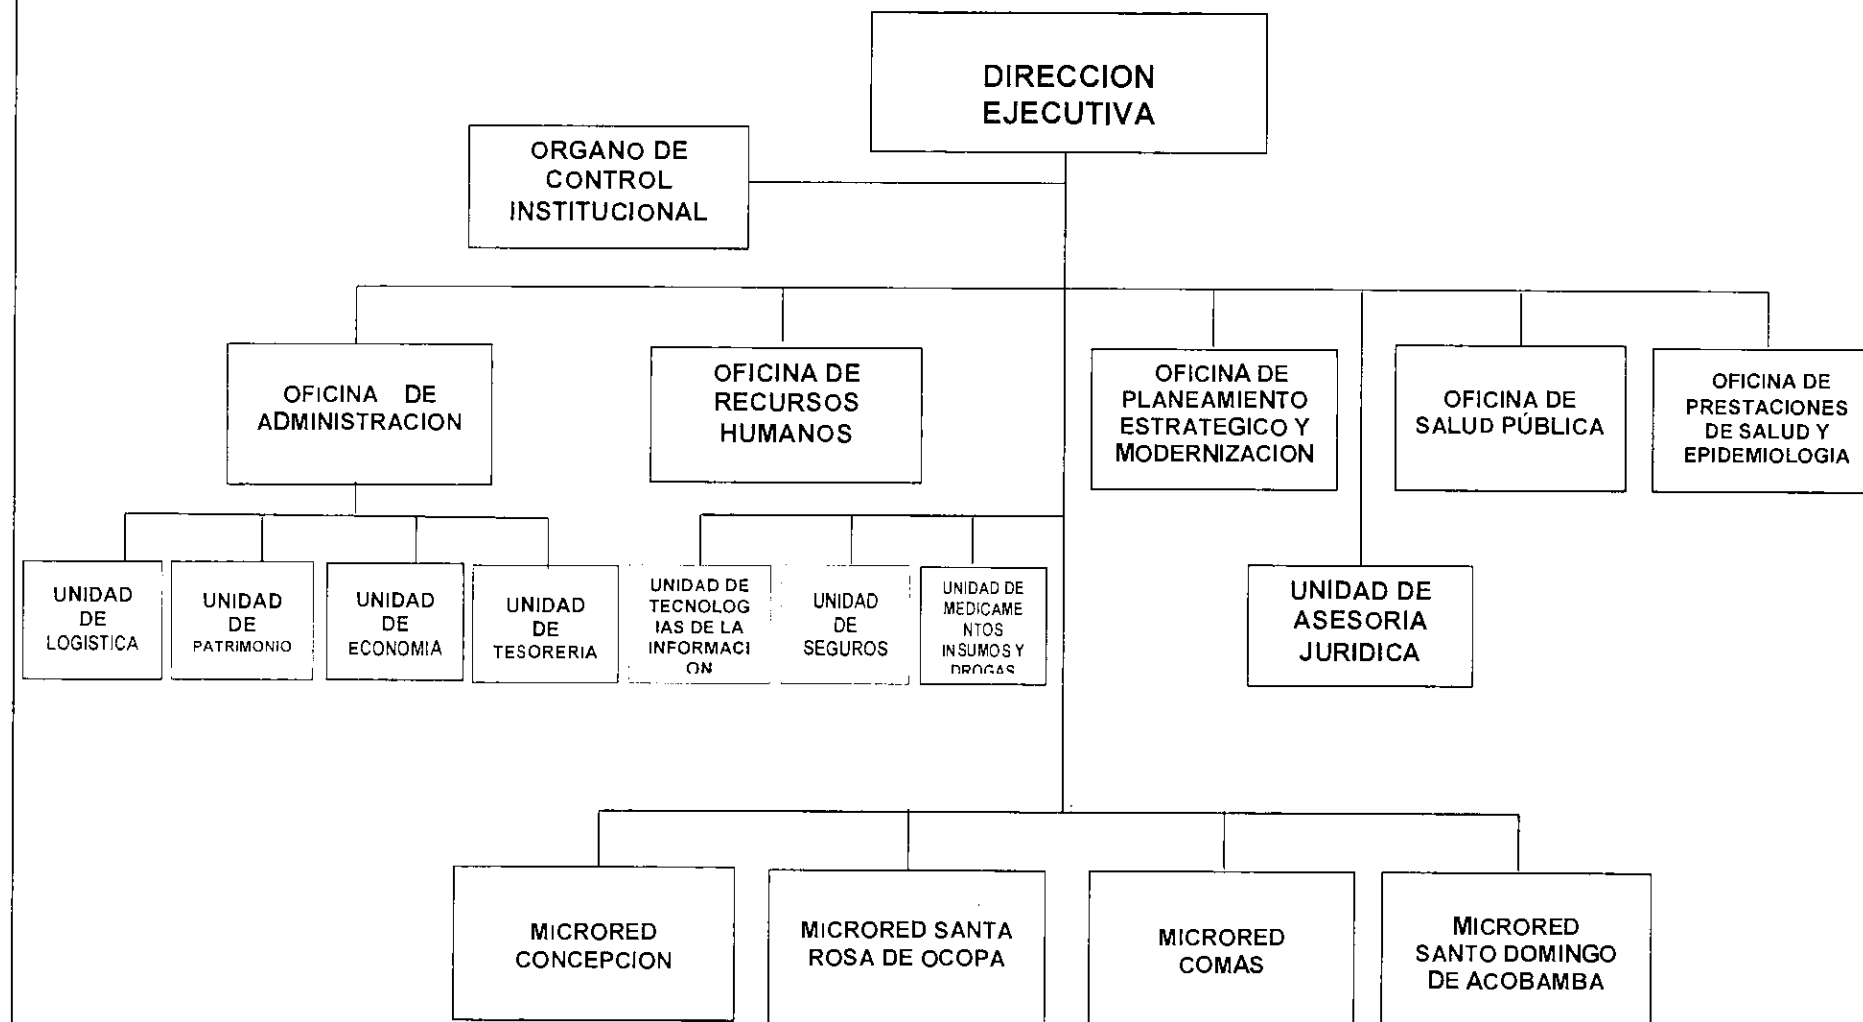 DIRECCION
EJECUTIVA
ORGANO DE
CONTROL
INSTITUCIONAL
OFICINA DE
ADMINISTRACION
OFICINA DE
RECURSOS
HUMANOS
OFICINA DE
PLANEAMIENTO
ESTRATEGICO Y
MODERNIZACION
OFICINA DE
SALUD PÚBLICA
OFICINA DE
PRESTACIONES
DE SALUD Y
EPIDEMIOLOGIA
UNIDAD
DE
LOGISTICA
UNIDAD
DE
PATRIMONIO
UNIDAD
DE
ECONOMIA
UNIDAD
DE
TESORERIA
UNIDAD DE
TECNOLOG
IAS DE LA
INFORMACI
ON
UNIDAD
DE
SEGUROS
UNIDAD DE
MEDICAME
NTOS
INSUMOS Y
DROGAS
UNIDAD DE
ASESORIA
JURIDICA
MICRORED
CONCEPCION
MICRORED SANTA
ROSA DE OCOPA
MICRORED
COMAS
MICRORED
SANTO DOMINGO
DE ACOBAMBA